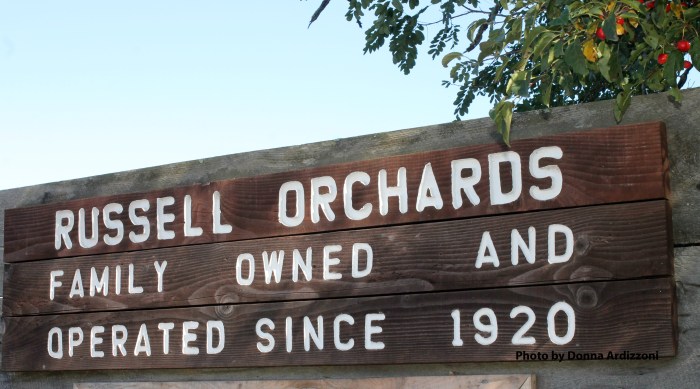 RUSSELL ORCHARDS
FAMILY OWNED AND
OPERATED SINCE 1920
Photo by Donna Ardizzoni